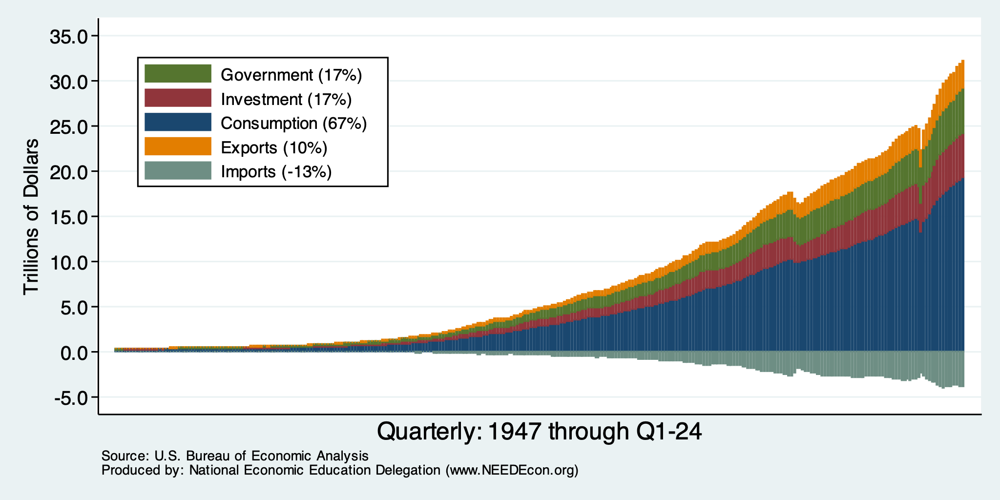 35.0
30.0
25.0
20.0
15.0
10.0
5.0
0.0
-5.0
Trillions of Dollars
Government (17%)
Investment (17%)
Consumption (67%)
Exports (10%)
Imports (-13%)
Quarterly: 1947 through Q1-24
Source: U.S. Bureau of Economic Analysis
Produced by: National Economic Education Delegation (www.NEEDEcon.org)